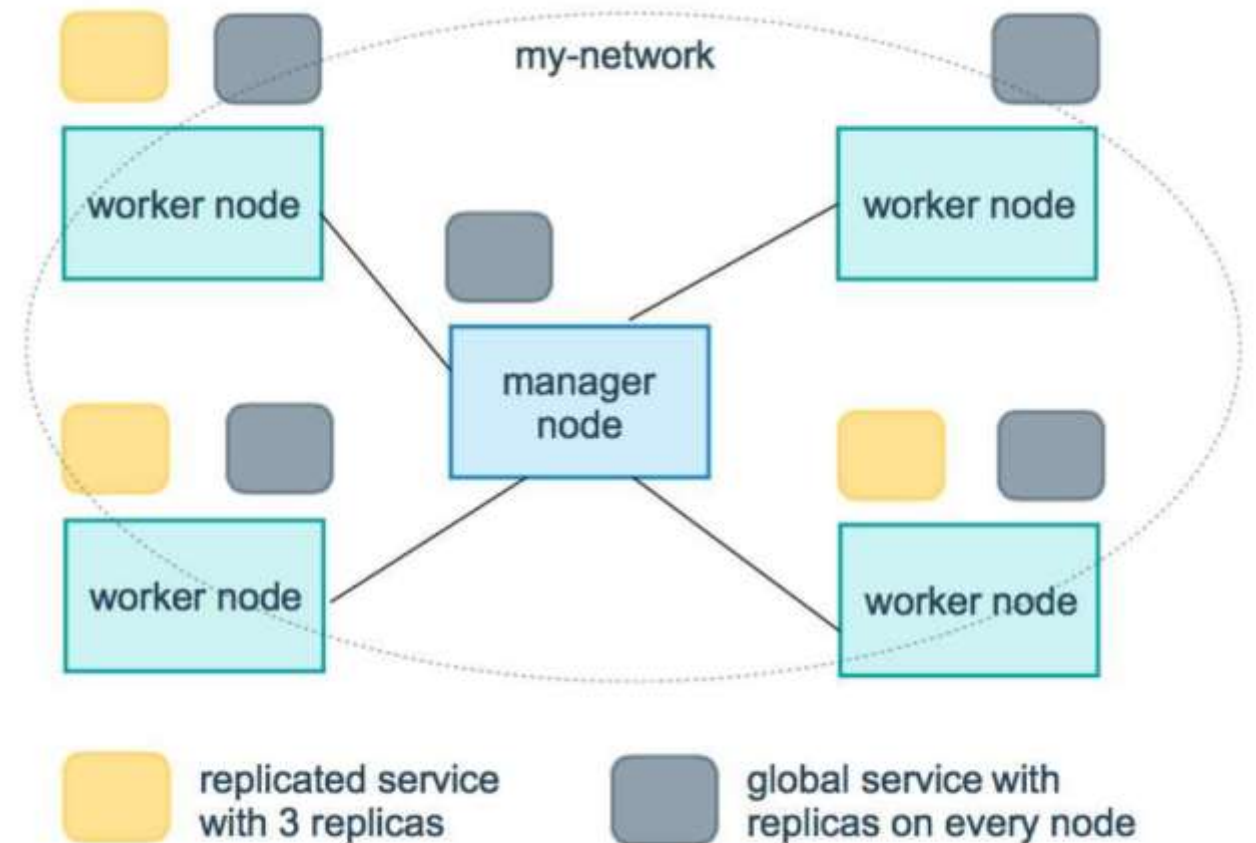 my-network
worker node
worker node
manager
node
worker node
worker node
replicated service
with 3 replicas
global service with
replicas on every node